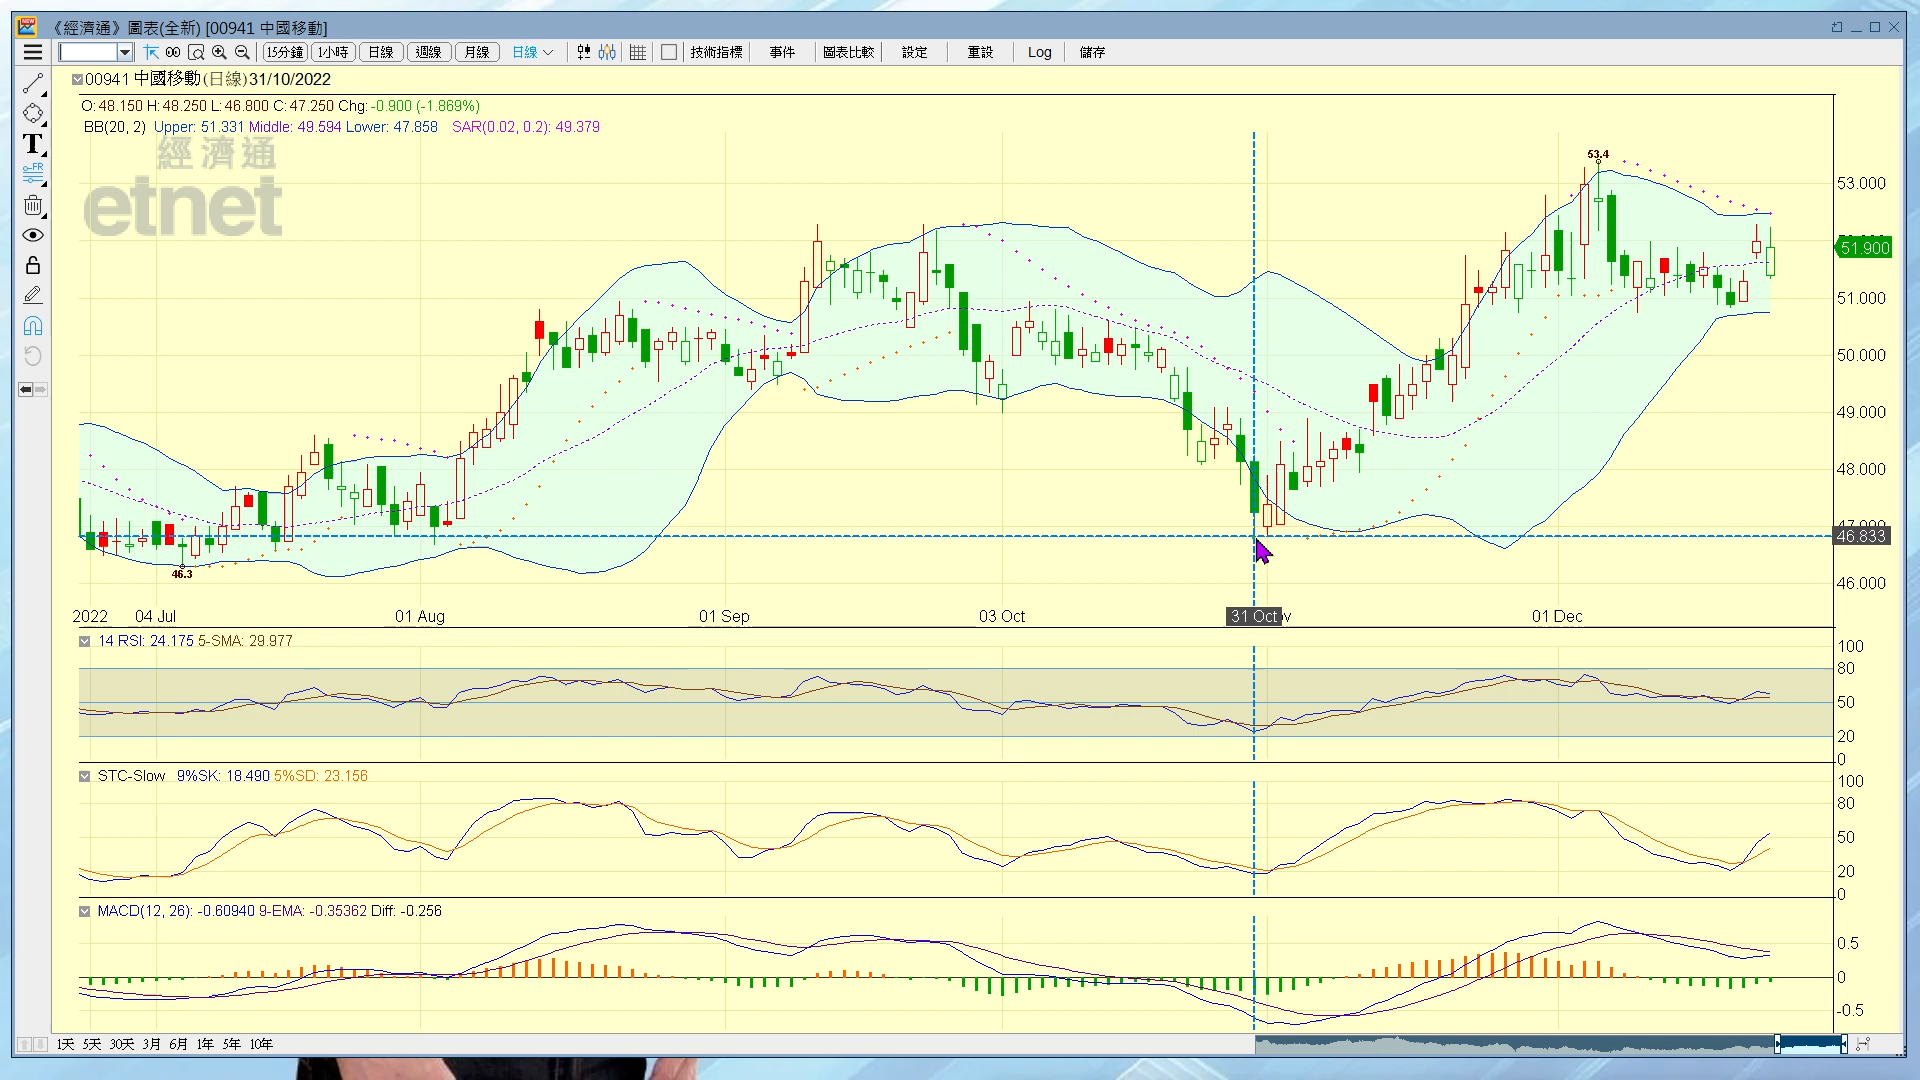 《經濟通》圖表(全新) [00941 中國移動]
15分鐘 1小時 日線 週線 月線 日線 技術指標 事件 圖表比較 設定 重設 Log 儲存
00941 中國移動(日線)31/10/2022
O: 48.150 H: 48.250 L: 46.800 C: 47.250 Chg: -0.900 (-1.869%)
BB(20, 2) Upper: 51.331 Middle: 49.594 Lower: 47.858 SAR(0.02, 0.2): 49.379
經濟通
etnet
T
FR
53.4
46.3
53.000
51.900
51.000
50.000
49.000
48.000
47.000
46.833
46.000
2022 04 Jul 01 Aug 01 Sep 03 Oct 31 Oct 01 Dec
14 RSI: 24.175 5-SMA: 29.977
100
80
50
20
0
STC-Slow 9%SK: 18.490 5%SD: 23.156
100
80
50
20
0
MACD(12, 26): -0.60940 9-EMA: -0.35362 Diff: -0.256
0.5
0
-0.5
1天 5天 30天 3月 6月 1年 5年 10年